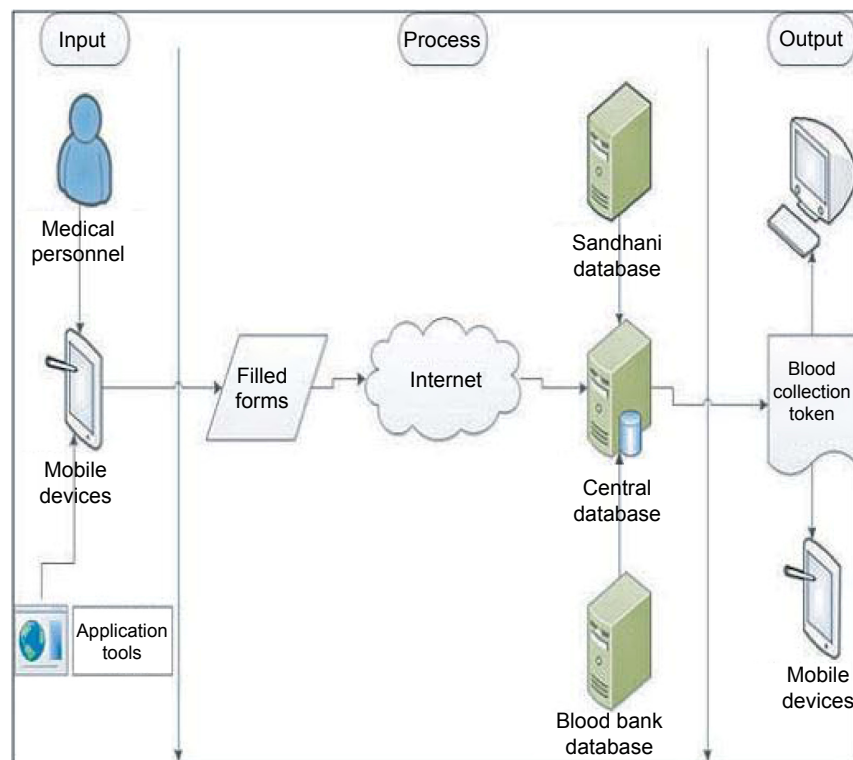 Input
Process
Output
Medical
personnel
Sandhani
database
Filled
forms
Internet
Blood
collection
token
Mobile
devices
Central
database
Application
tools
Blood bank
database
Mobile
devices